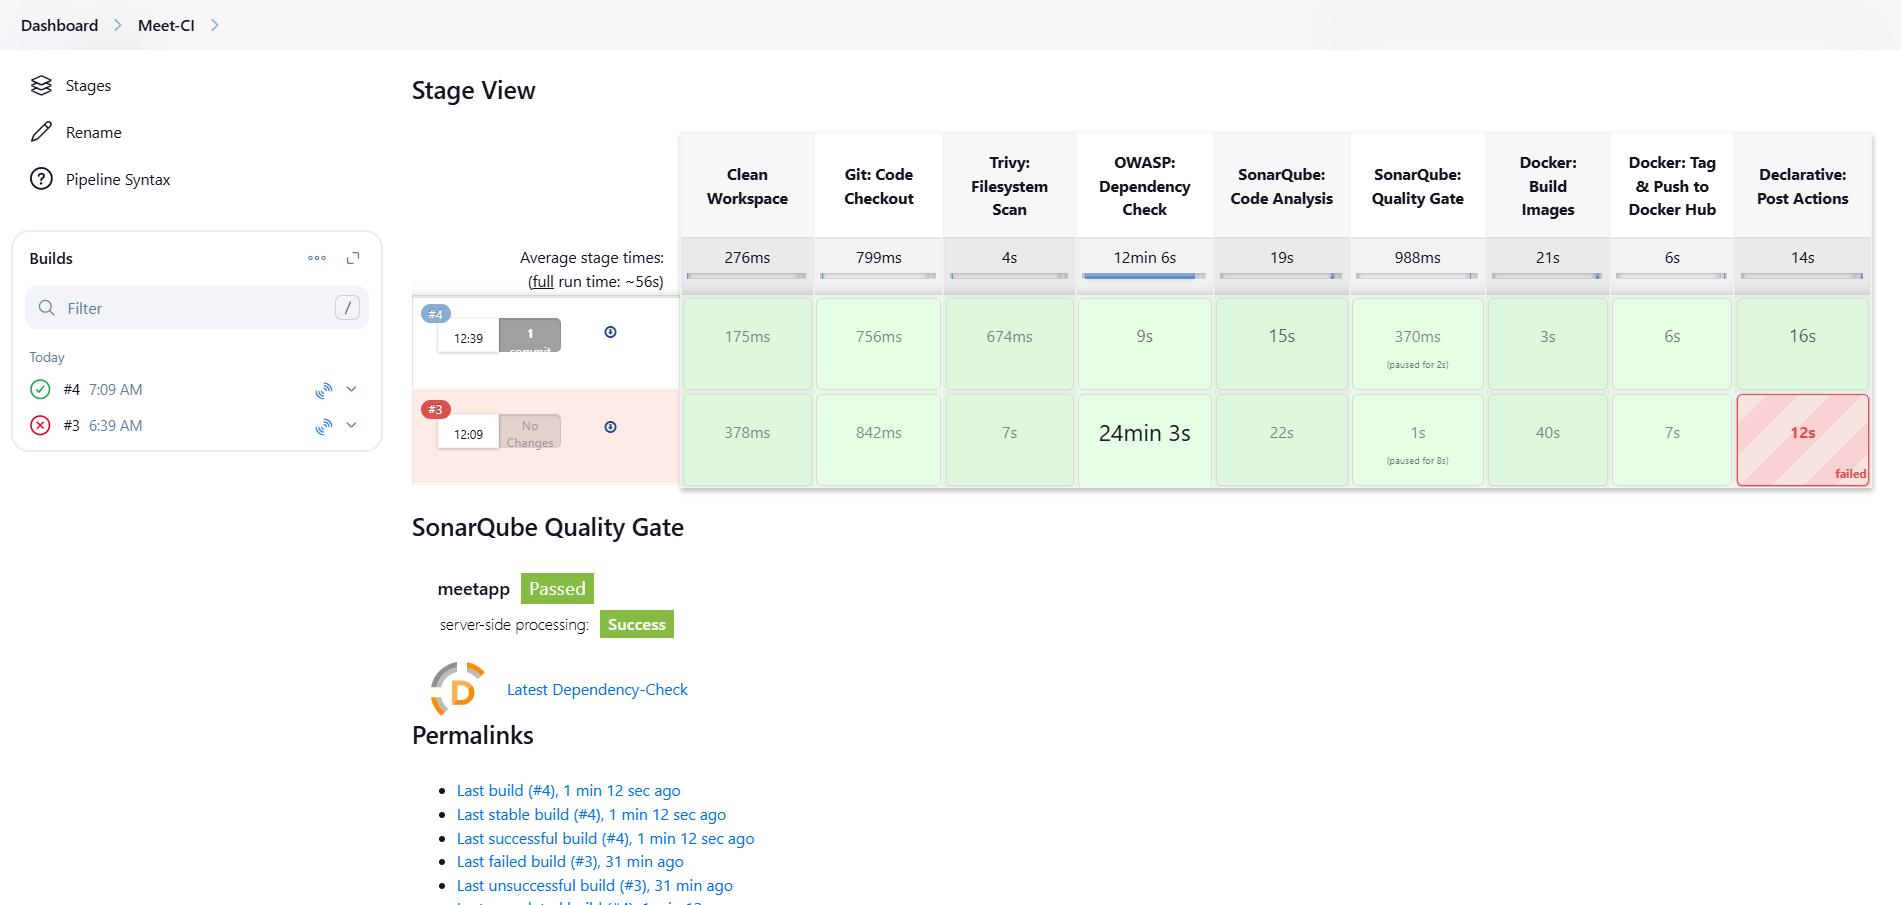 Dashboard
Meet-CI
Stages
Rename
Pipeline Syntax
Builds
Filter
/
Today
#4 7:09 AM
#3 6:39 AM
Stage View
Clean
Workspace
Git: Code
Checkout
Trivy:
Filesystem
Scan
OWASP:
Dependency
Check
SonarQube:
Code Analysis
SonarQube:
Quality Gate
Docker:
Build
Images
Docker: Tag
& Push to
Docker Hub
Declarative:
Post Actions
Average stage times:
(full run time: ~56s)
276ms
799ms
4s
12min 6s
19s
988ms
21s
6s
14s
#4
12:39
1
commit
175ms
756ms
674ms
9s
15s
370ms
(paused for 2s)
3s
6s
16s
#3
12:09
No
Changes
378ms
842ms
7s
24min 3s
22s
1s
(paused for 8s)
40s
7s
12s
failed
SonarQube Quality Gate
meetapp Passed
server-side processing: Success
D
Latest Dependency-Check
Permalinks
Last build (#4), 1 min 12 sec ago
Last stable build (#4), 1 min 12 sec ago
Last successful build (#4), 1 min 12 sec ago
Last failed build (#3), 31 min ago
Last unsuccessful build (#3), 31 min ago